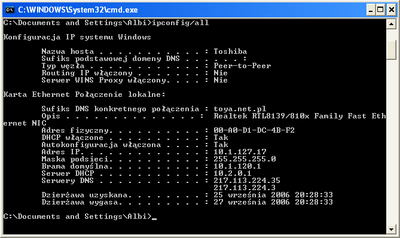 C:\WINDOWS\System32\cmd.exe
C:\Documents and Settings\Albi>ipconfig/all
Konfiguracja IP systemu Windows
Nazwa hosta . . . . . . . . . . . : Toshiba
Sufiks podstawowej domeny DNS . . . . . . :
Typ węzła . . . . . . . . . . . . : Peer-to-Peer
Routing IP włączony . . . . . . . : Nie
Serwer WINS Proxy włączony. . . . : Nie
Karta Ethernet Połączenie lokalne:
Sufiks DNS konkretnego połączenia : toya.net.pl
Opis . . . . . . . . . . . . . . : Realtek RTL8139/810x Family Fast Eth
ernet NIC
Adres fizyczny. . . . . . . . . . : 00-A0-D1-DC-4B-F2
DHCP włączone . . . . . . . . . . : Tak
Autokonfiguracja włączona . . . . : Tak
Adres IP. . . . . . . . . . . . . : 10.1.127.17
Maska podsieci. . . . . . . . . . : 255.255.255.0
Brama domyślna. . . . . . . . . . : 10.1.120.1
Serwer DHCP . . . . . . . . . . . : 10.2.0.1
Serwery DNS . . . . . . . . . . . : 217.113.224.35
217.113.224.3
Dzierżawa uzyskana. . . . . . . . : 25 września 2006 20:28:33
Dzierżawa wygasa. . . . . . . . . : 27 września 2006 20:28:33
C:\Documents and Settings\Albi>_